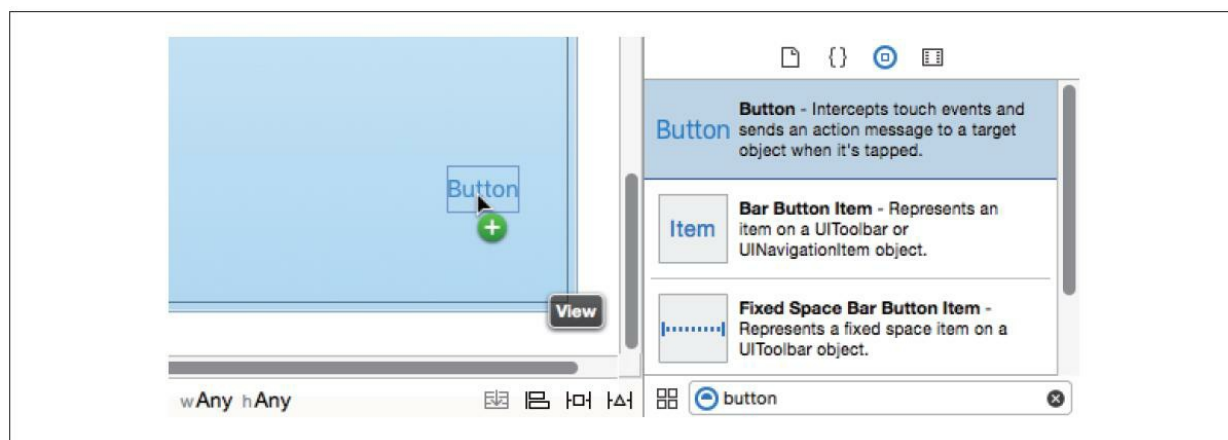 Button
View
wAny hAny
Button
Button - Intercepts touch events and
sends an action message to a target
object when it's tapped.
Item
Bar Button Item - Represents an
item on a UIToolbar or
UINavigationItem object.
Fixed Space Bar Button Item -
Represents a fixed space item on a
UIToolbar object.
button